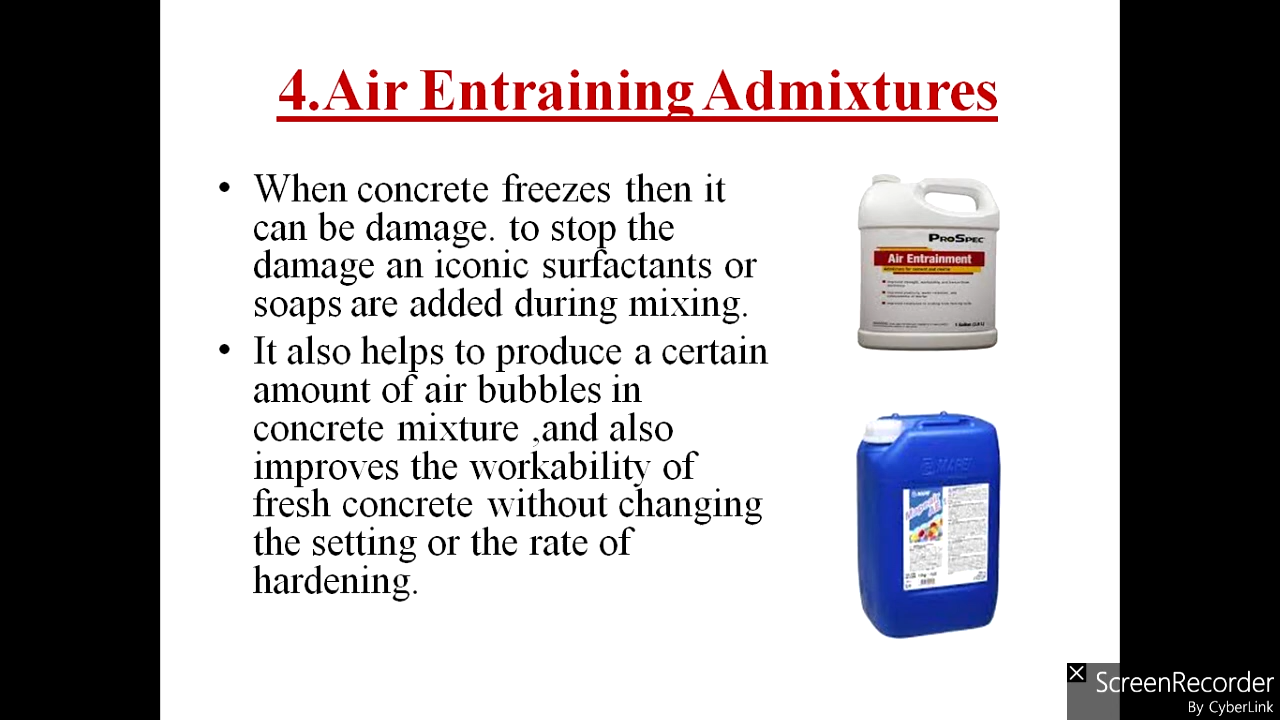 4.Air Entraining Admixtures
• When concrete freezes then it
can be damage. to stop the
damage an iconic surfactants or
soaps are added during mixing.
• It also helps to produce a certain
amount of air bubbles in
concrete mixture ,and also
improves the workability of
fresh concrete without changing
the setting or the rate of
hardening.
PROSPEC
Air Entrainment
MAPEI
ScreenRecorder
By CyberLink